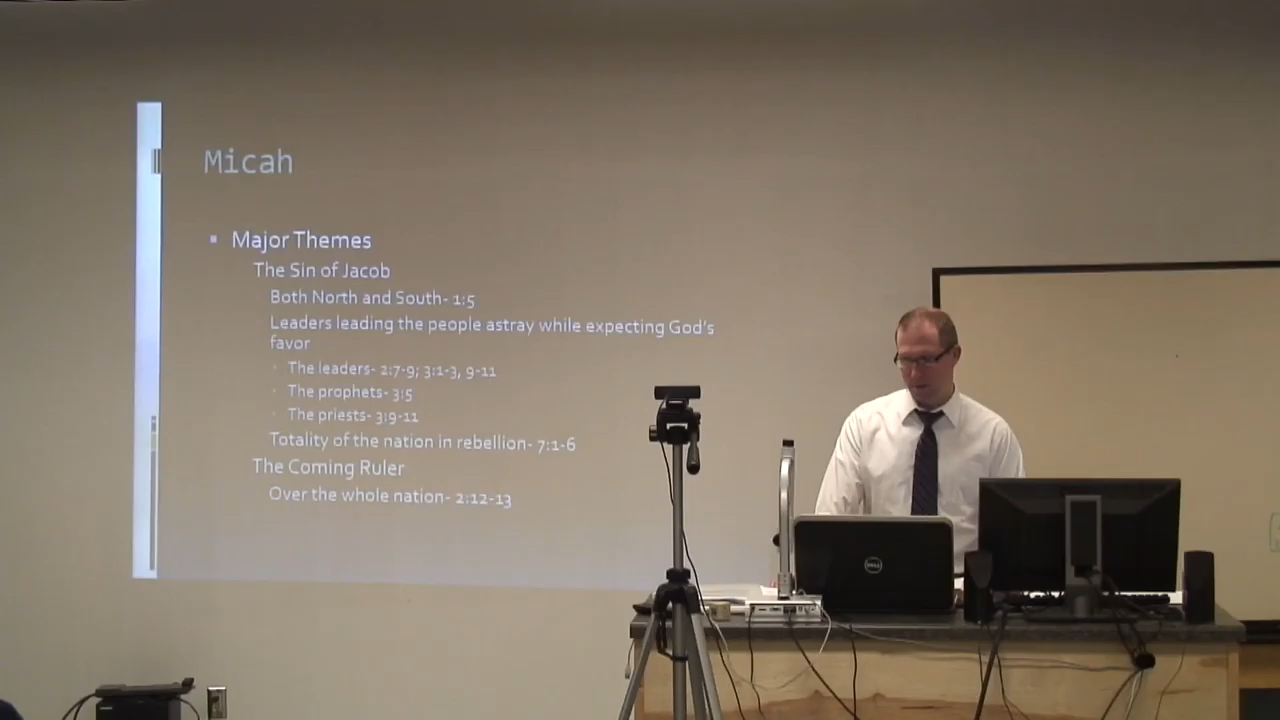 Micah
Major Themes
The Sin of Jacob
Both North and South- 1:5
Leaders leading the people astray while expecting God's
favor
The leaders- 2:7-9; 3:1-3, 9-11
The prophets- 3:5
The priests- 3:9-11
Totality of the nation in rebellion- 7:1-6
The Coming Ruler
Over the whole nation- 2:12-13
DELL